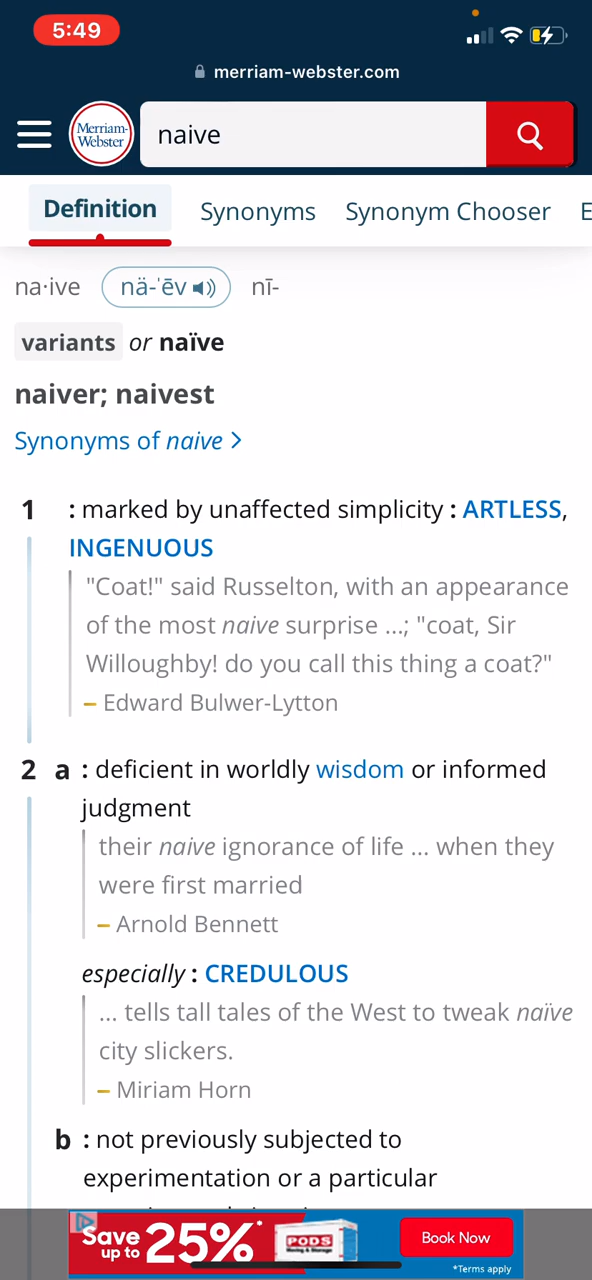 5:49
merriam-webster.com
Merriam-
Webster
naive
Definition Synonyms Synonym Chooser E
na·ive nä-ˈēv nī-
variants or naïve
naiver; naivest
Synonyms of naive >
1 : marked by unaffected simplicity : ARTLESS,
INGENUOUS
"Coat!" said Russelton, with an appearance
of the most naive surprise …; "coat, Sir
Willoughby! do you call this thing a coat?"
– Edward Bulwer-Lytton
2 a : deficient in worldly wisdom or informed
judgment
their naive ignorance of life … when they
were first married
– Arnold Bennett
especially : CREDULOUS
… tells tall tales of the West to tweak naïve
city slickers.
– Miriam Horn
b : not previously subjected to
experimentation or a particular
Save
up to 25%*
PODS
Moving & Storage
Book Now
*Terms apply